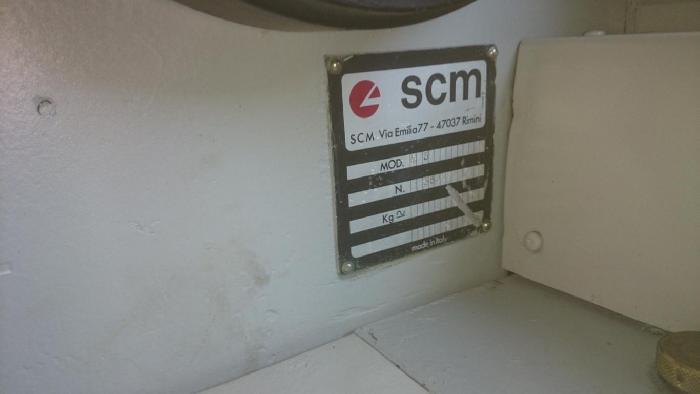 scm
SCM Via Emilia 77 - 47037 Rimini
MOD.
N.
Kg
made in Italy